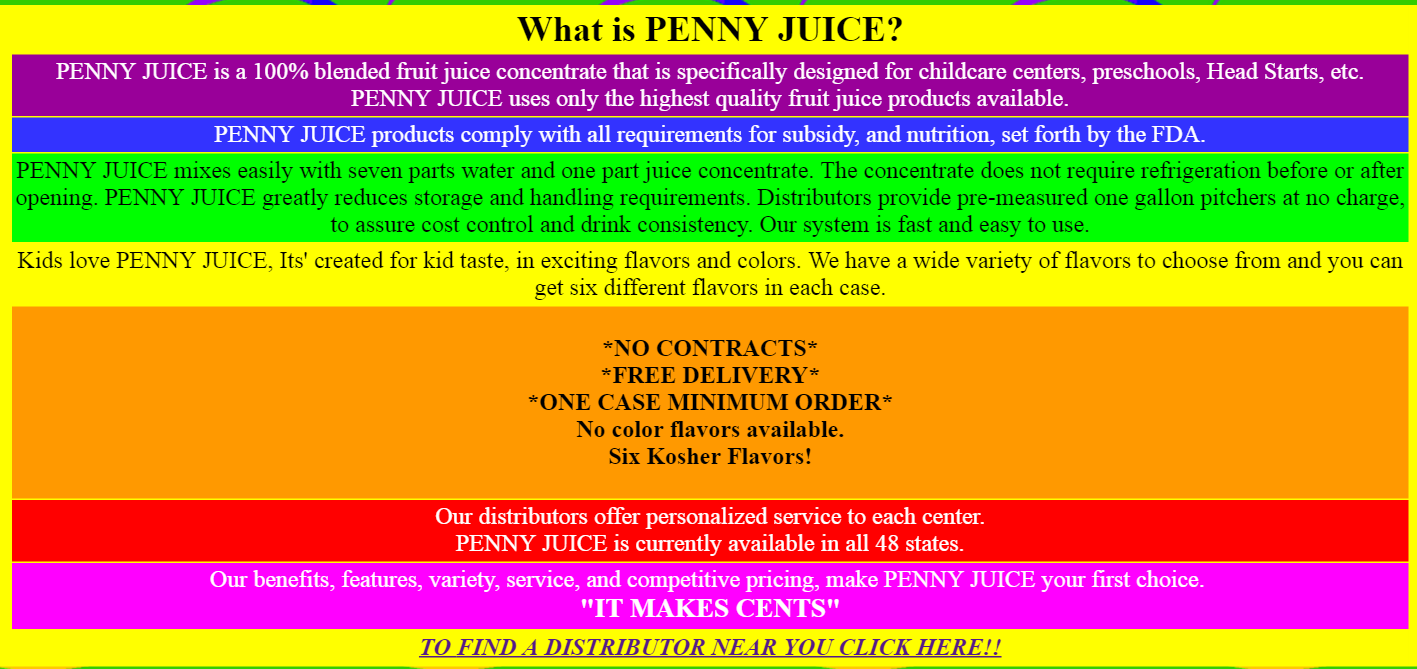 What is PENNY JUICE?
PENNY JUICE is a 100% blended fruit juice concentrate that is specifically designed for childcare centers, preschools, Head Starts, etc.
PENNY JUICE uses only the highest quality fruit juice products available.
PENNY JUICE products comply with all requirements for subsidy, and nutrition, set forth by the FDA.
PENNY JUICE mixes easily with seven parts water and one part juice concentrate. The concentrate does not require refrigeration before or after
opening. PENNY JUICE greatly reduces storage and handling requirements. Distributors provide pre-measured one gallon pitchers at no charge,
to assure cost control and drink consistency. Our system is fast and easy to use.
Kids love PENNY JUICE, Its' created for kid taste, in exciting flavors and colors. We have a wide variety of flavors to choose from and you can
get six different flavors in each case.
*NO CONTRACTS*
*FREE DELIVERY*
*ONE CASE MINIMUM ORDER*
No color flavors available.
Six Kosher Flavors!
Our distributors offer personalized service to each center.
PENNY JUICE is currently available in all 48 states.
Our benefits, features, variety, service, and competitive pricing, make PENNY JUICE your first choice.
"IT MAKES CENTS"
TO FIND A DISTRIBUTOR NEAR YOU CLICK HERE!!